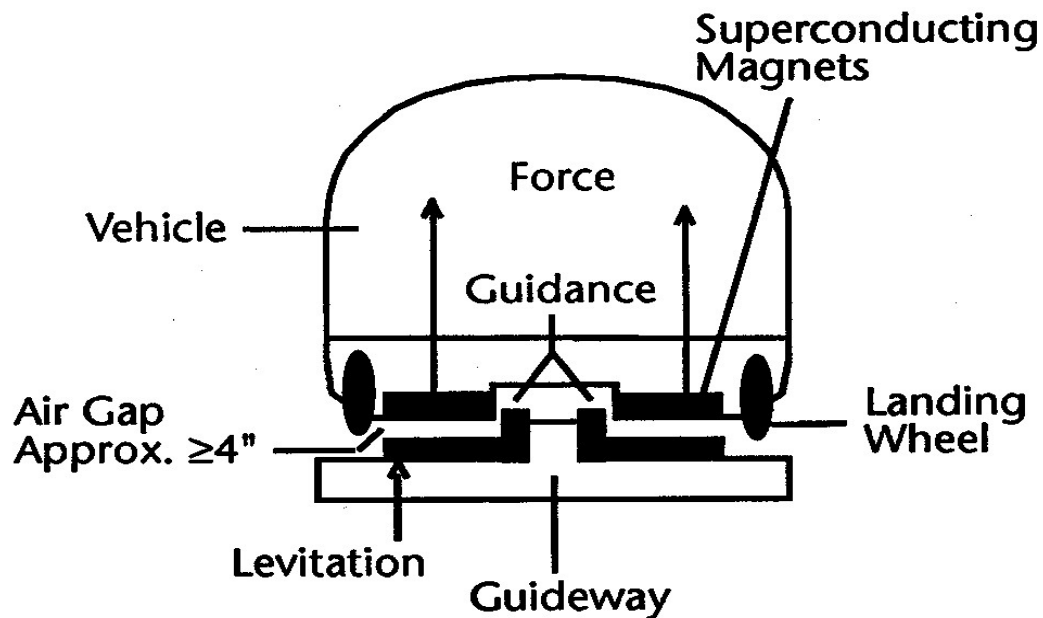 Superconducting
Magnets
Force
Vehicle
Guidance
Air Gap
Approx. ≥4"
Landing
Wheel
Levitation
Guideway